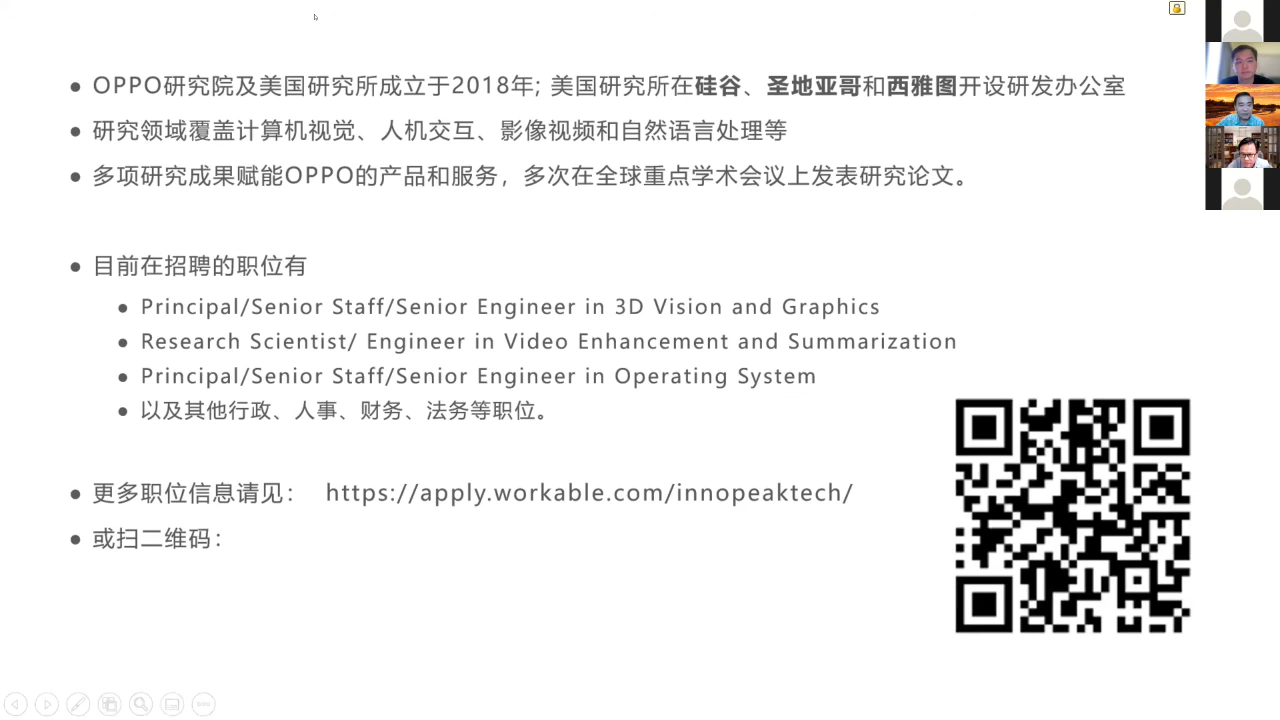 OPPO研究院及美国研究所成立于2018年; 美国研究所在硅谷、圣地亚哥和西雅图开设研发办公室
研究领域覆盖计算机视觉、人机交互、影像视频和自然语言处理等
多项研究成果赋能OPPO的产品和服务，多次在全球重点学术会议上发表研究论文。
目前在招聘的职位有
Principal/Senior Staff/Senior Engineer in 3D Vision and Graphics
Research Scientist/ Engineer in Video Enhancement and Summarization
Principal/Senior Staff/Senior Engineer in Operating System
以及其他行政、人事、财务、法务等职位。
更多职位信息请见： https://apply.workable.com/innopeaktech/
或扫二维码：